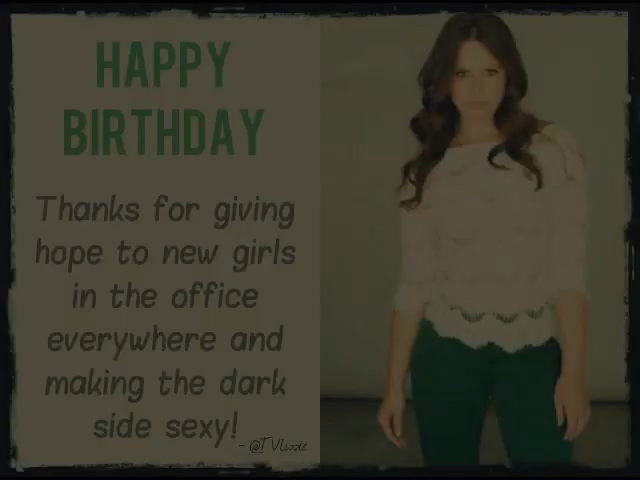 HAPPY
BIRTHDAY
Thanks for giving
hope to new girls
in the office
everywhere and
making the dark
side sexy!
- @TVLizzle